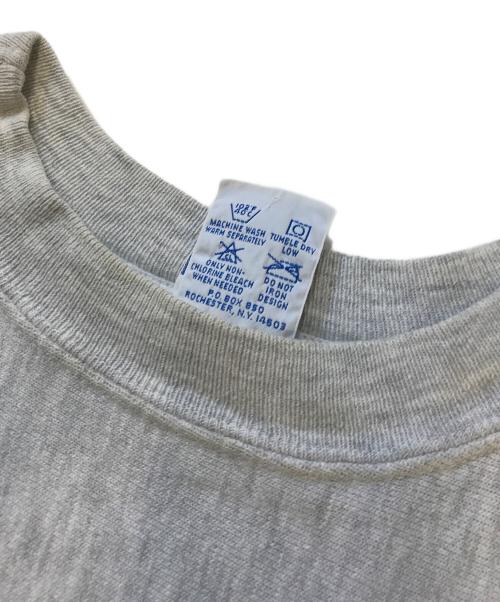 105°F
MACHINE WASH
WARM SEPARATELY
TUMBLE DRY
LOW
ONLY NON-
CHLORINE BLEACH
WHEN NEEDED
DO NOT
IRON
DESIGN
P.O. BOX 850
ROCHESTER, N.Y. 14603